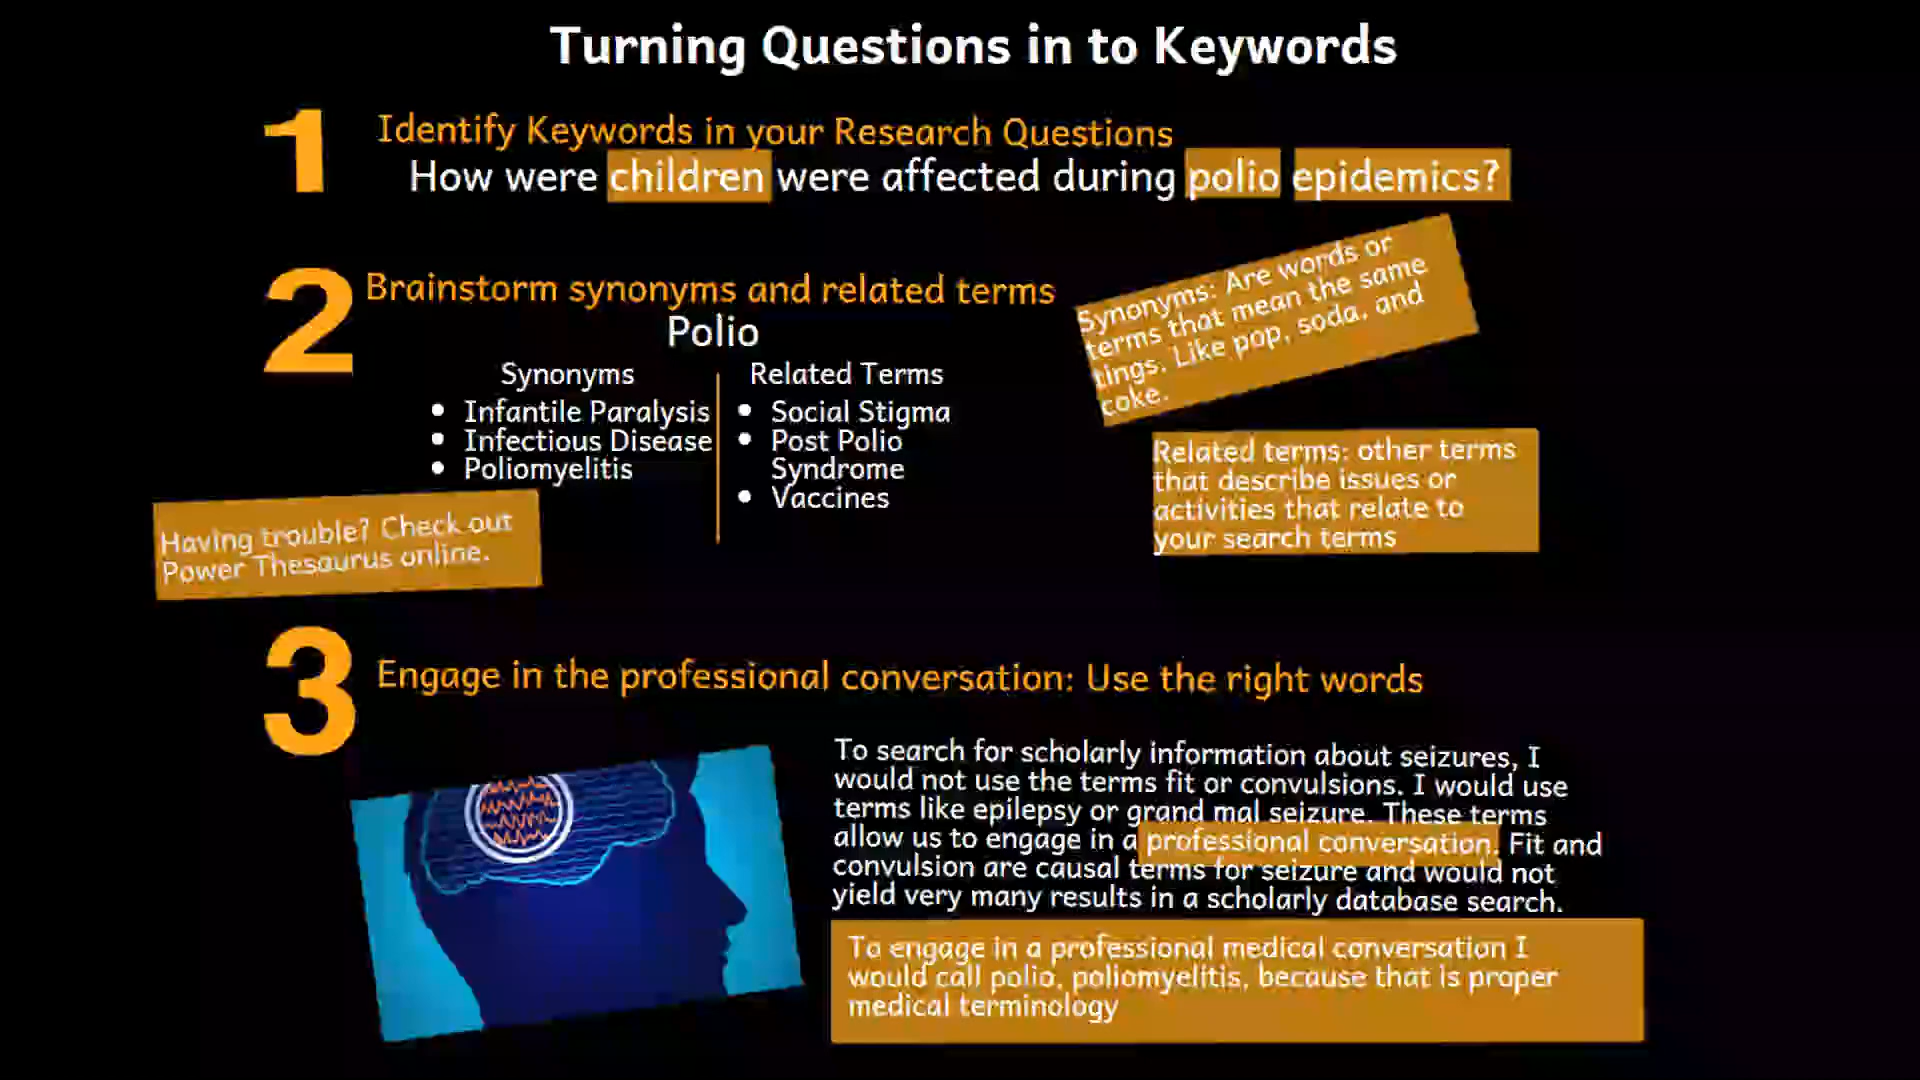 Turning Questions in to Keywords
1
Identify Keywords in your Research Questions
How were children were affected during polio epidemics?
2
Brainstorm synonyms and related terms
Polio
Synonyms
• Infantile Paralysis
• Infectious Disease
• Poliomyelitis
Related Terms
• Social Stigma
• Post Polio
Syndrome
• Vaccines
Synonyms: Are words or
terms that mean the same
tings. Like pop, soda, and
coke.
Related terms: other terms
that describe issues or
activities that relate to
your search terms
Having trouble? Check out
Power Thesaurus online.
3
Engage in the professional conversation: Use the right words
To search for scholarly information about seizures, I
would not use the terms fit or convulsions. I would use
terms like epilepsy or grand mal seizure. These terms
allow us to engage in a professional conversation. Fit and
convulsion are causal terms for seizure and would not
yield very many results in a scholarly database search.
To engage in a professional medical conversation I
would call polio, poliomyelitis, because that is proper
medical terminology